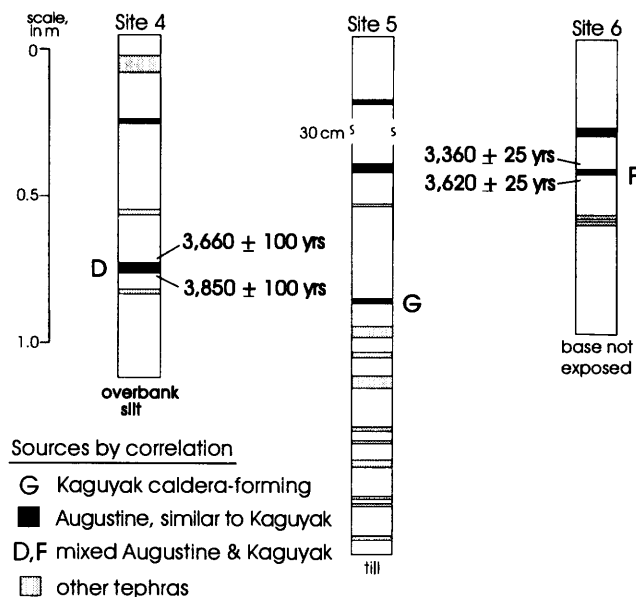 scale,
in m
Site 4
Site 5
Site 6
0
30 cm
s
s
3,360 ± 25 yrs
F
3,620 ± 25 yrs
0.5
3,660 ± 100 yrs
D
3,850 ± 100 yrs
G
1.0
base not
exposed
overbank
silt
Sources by correlation
G Kaguyak caldera-forming
Augustine, similar to Kaguyak
D,F mixed Augustine & Kaguyak
other tephras
till